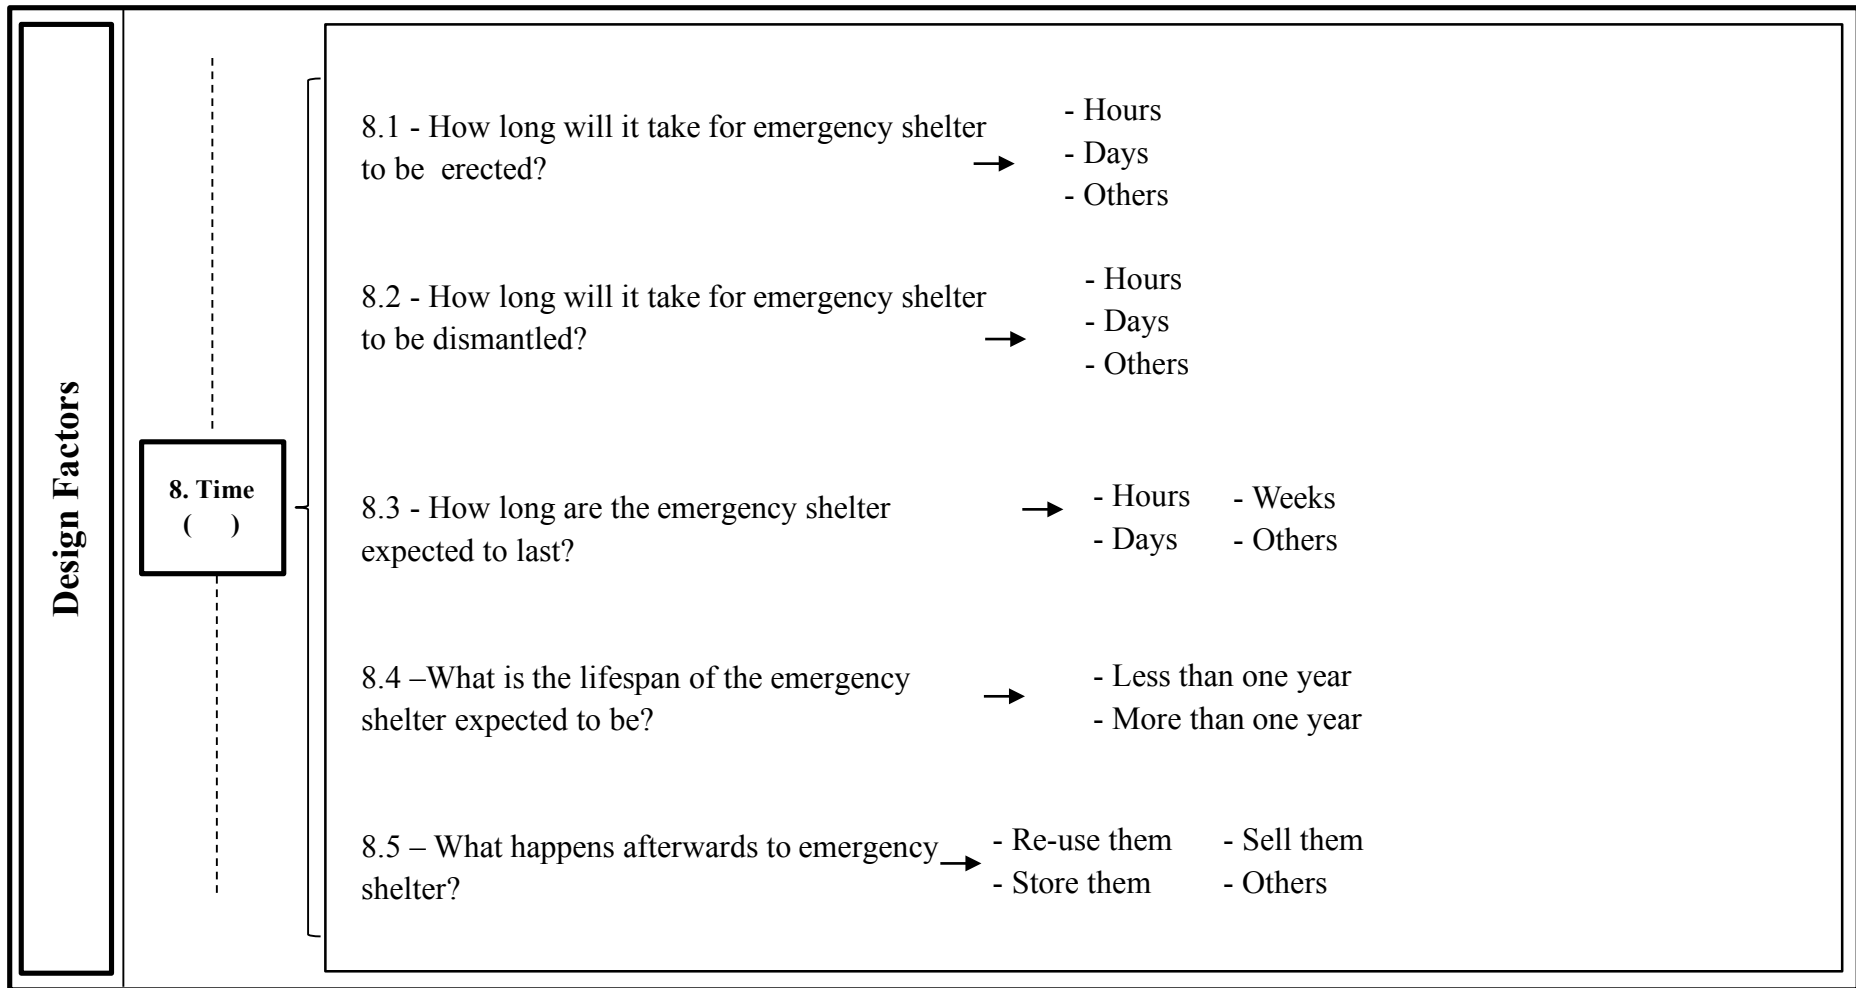 Design Factors
8. Time
(    )
8.1 - How long will it take for emergency shelter
to be  erected?
- Hours
- Days
- Others
8.2 - How long will it take for emergency shelter
to be dismantled?
- Hours
- Days
- Others
8.3 - How long are the emergency shelter
expected to last?
- Hours - Weeks
- Days - Others
8.4 –What is the lifespan of the emergency
shelter expected to be?
- Less than one year
- More than one year
8.5 – What happens afterwards to emergency
shelter?
- Re-use them - Sell them
- Store them - Others